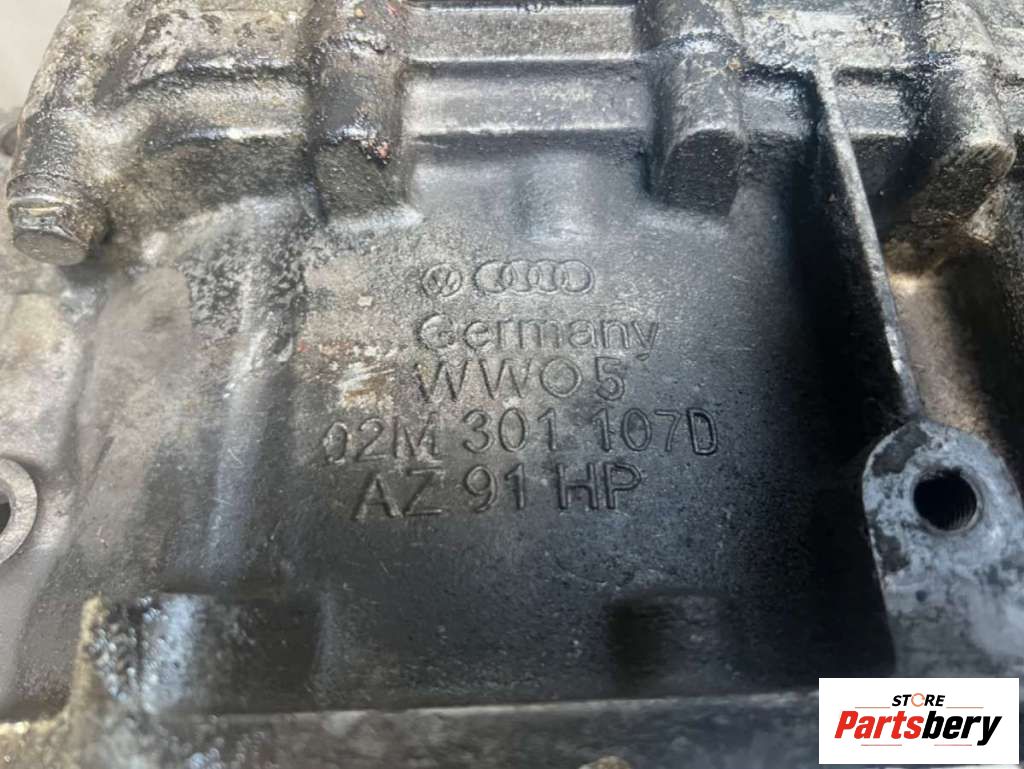 Germany
WW05
02M 301 107D
AZ 91 HP
STORE
Partsbery